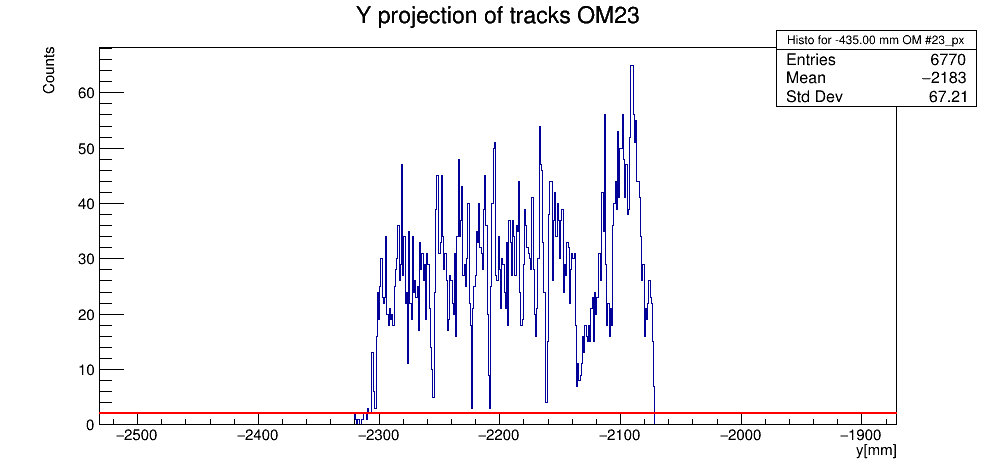 Y projection of tracks OM23
Histo for -435.00 mm OM #23_px
Entries 6770
Mean −2183
Std Dev 67.21
Counts
60
50
40
30
20
10
0
−2500 −2400 −2300 −2200 −2100 −2000 −1900
y[mm]